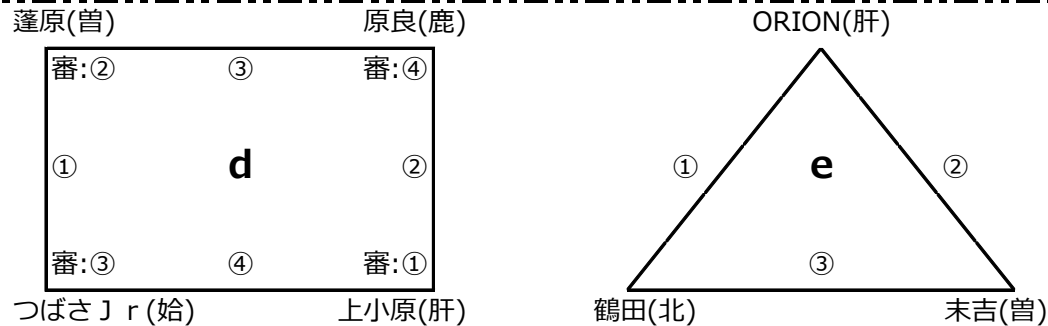 蓬原(曽) 原良(鹿) ORION(肝)
審:② ③ 審:④
① d ② ① e ②
審:③ ④ 審:① ③
つばさJr(姶) 上小原(肝) 鶴田(北) 末吉(曽)